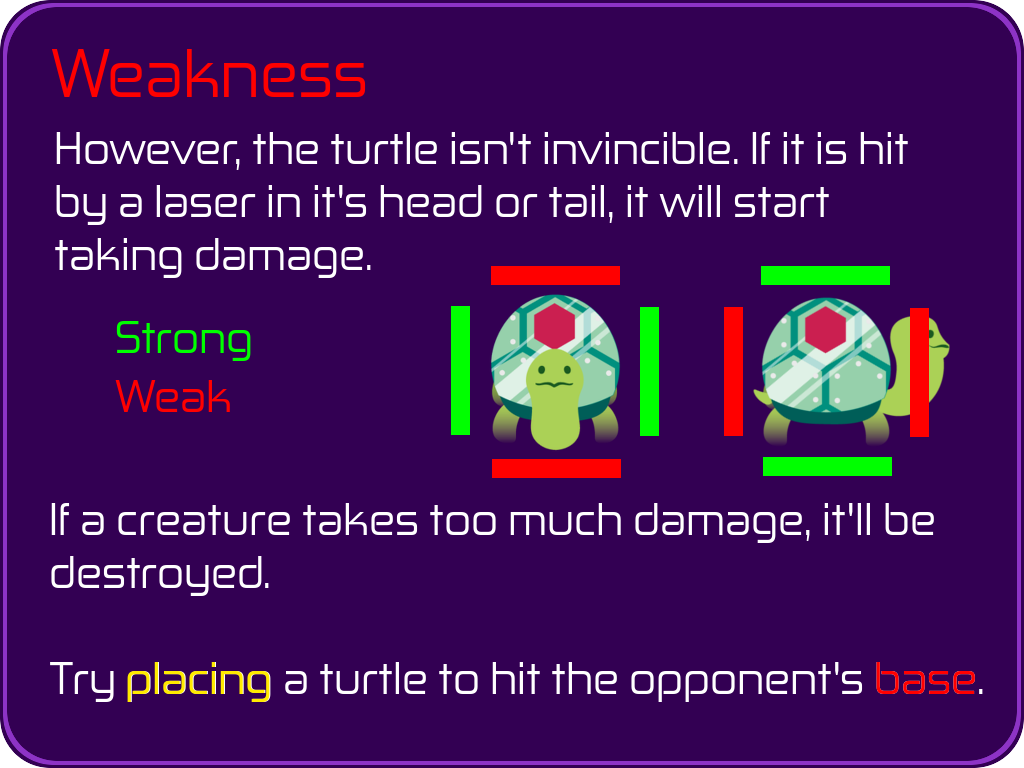 Weakness
However, the turtle isn't invincible. If it is hit
by a laser in it's head or tail, it will start
taking damage.
Strong
Weak
If a creature takes too much damage, it'll be
destroyed.
Try placing a turtle to hit the opponent's base.